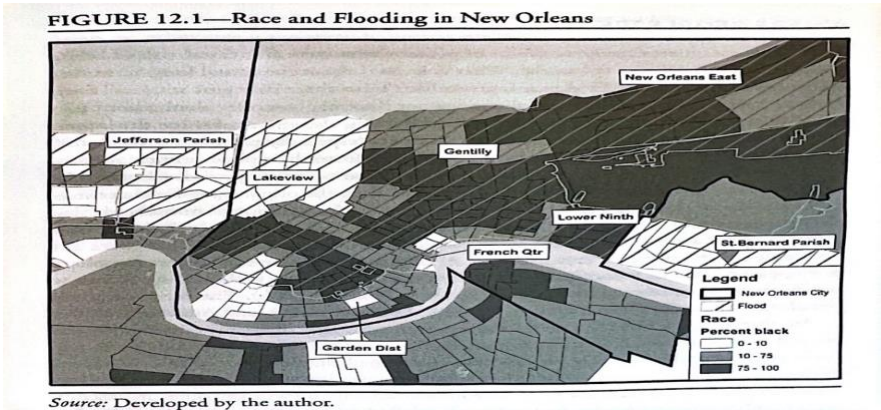 FIGURE 12.1—Race and Flooding in New Orleans
New Orleans East
Jefferson Parish
Gentilly
Lakeview
Lower Ninth
St.Bernard Parish
French Qtr
Garden Dist
Legend
New Orleans City
Flood
Race
Percent black
0 - 10
10 - 75
75 - 100
Source: Developed by the author.